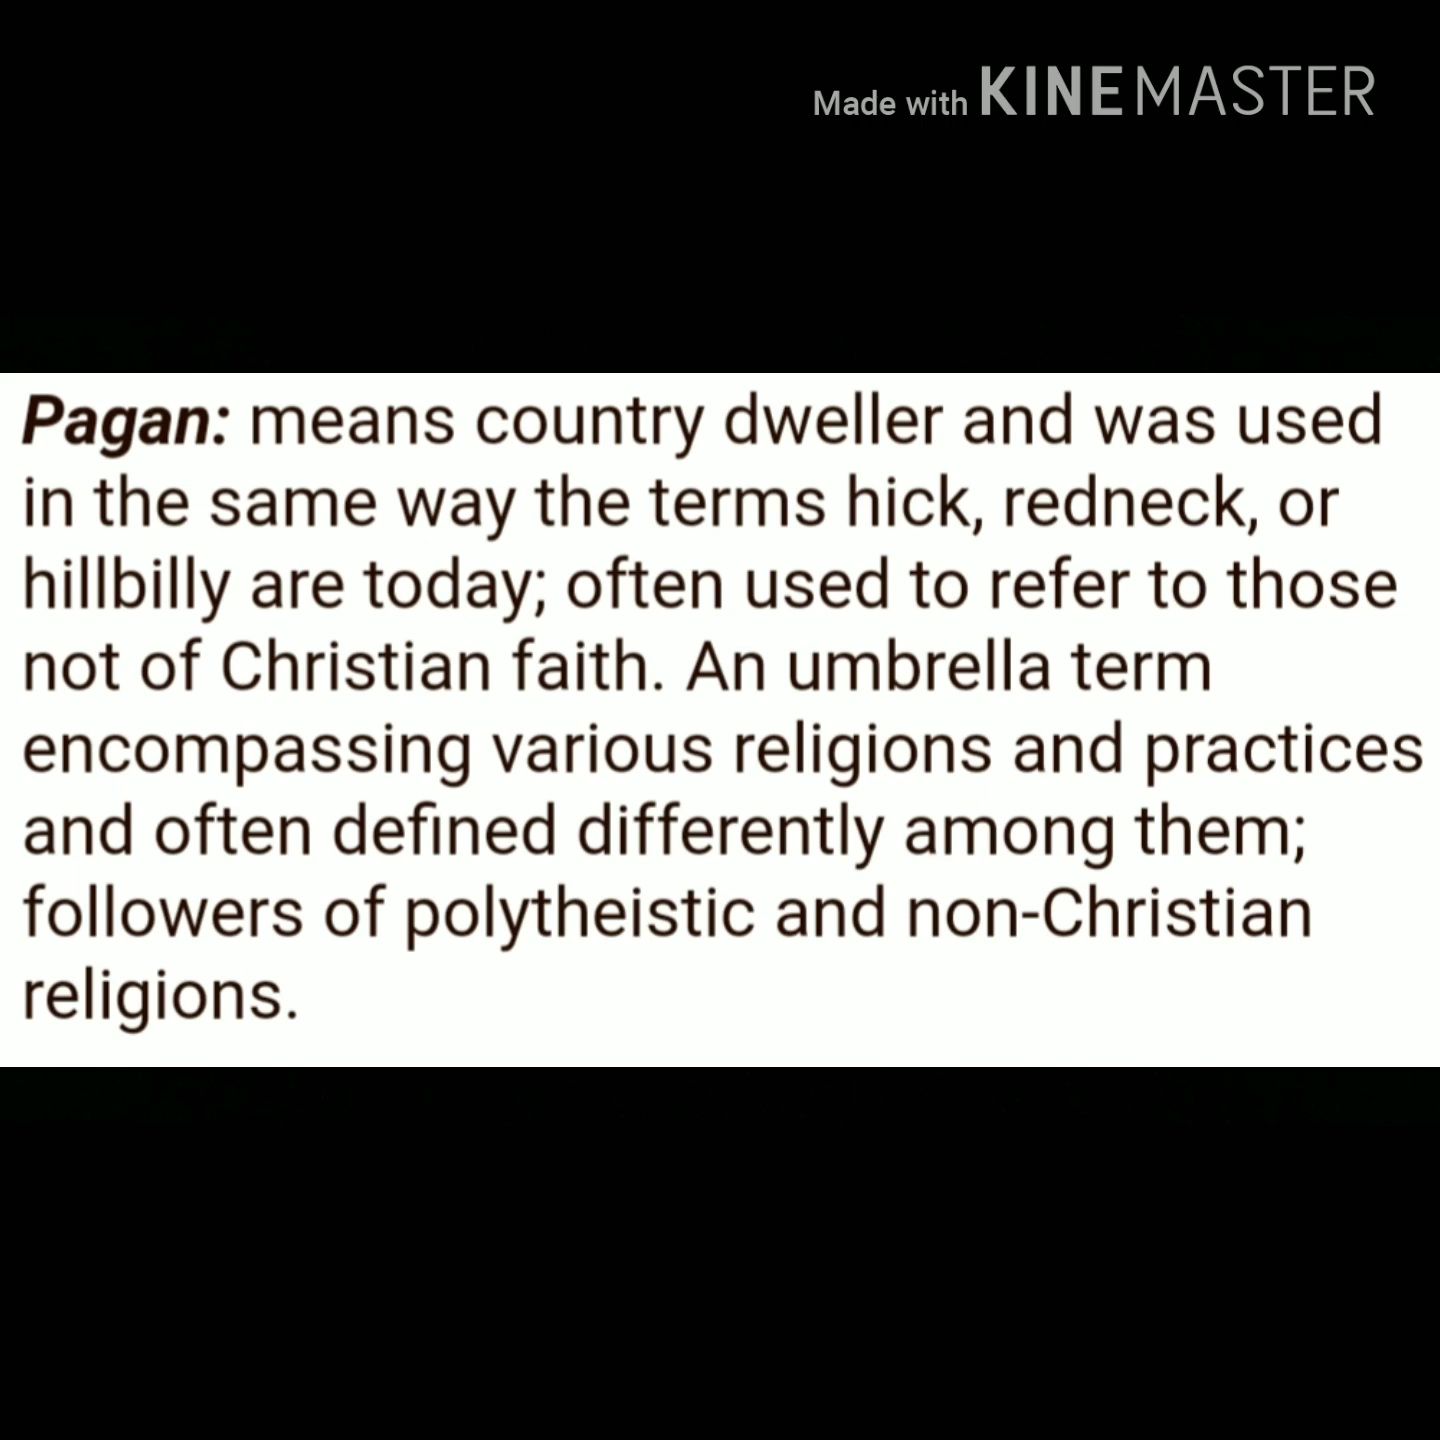 Made with KINEMASTER
Pagan: means country dweller and was used
in the same way the terms hick, redneck, or
hillbilly are today; often used to refer to those
not of Christian faith. An umbrella term
encompassing various religions and practices
and often defined differently among them;
followers of polytheistic and non-Christian
religions.